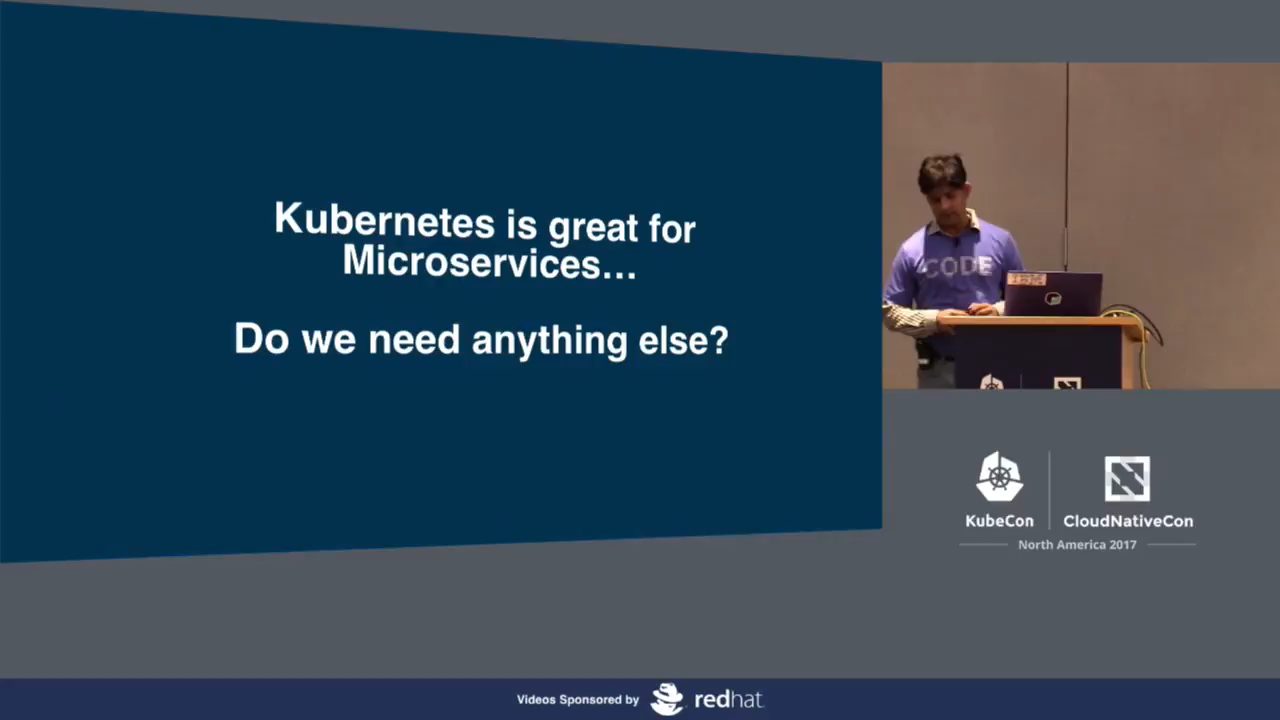 Kubernetes is great for
Microservices...
Do we need anything else?
CODE
KubeCon
CloudNativeCon
North America 2017
Videos Sponsored by
redhat.